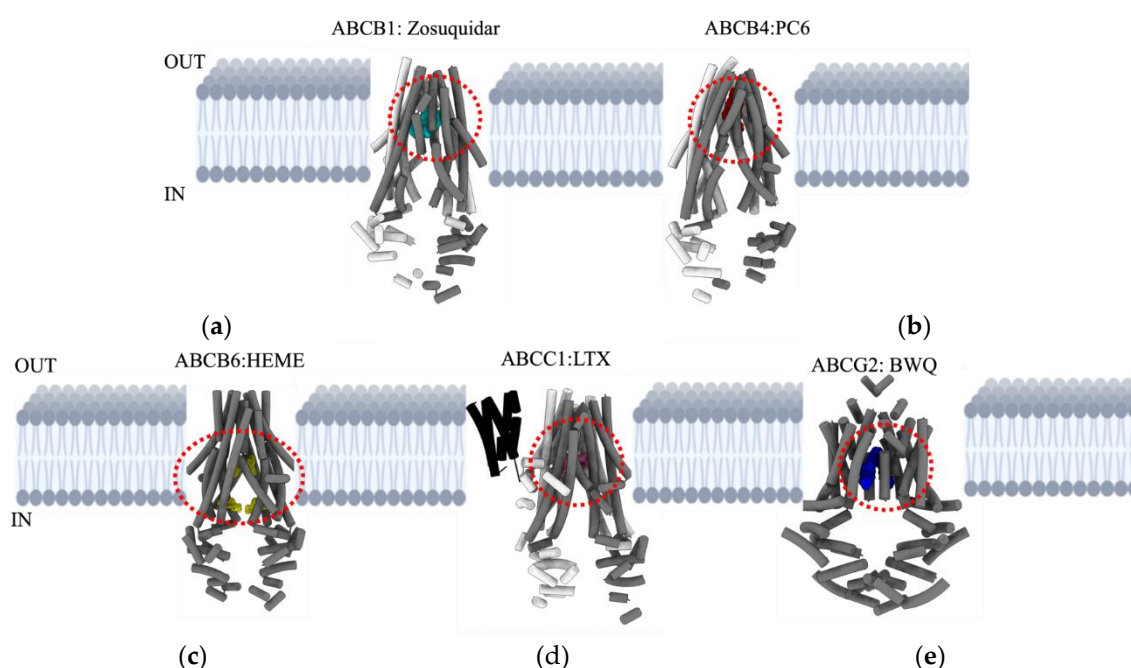 ABCB1: Zosuquidar ABCB4:PC6
OUT
IN
(a) (b)
OUT ABCB6:HEME ABCC1:LTX ABCG2: BWQ
IN
(c) (d) (e)